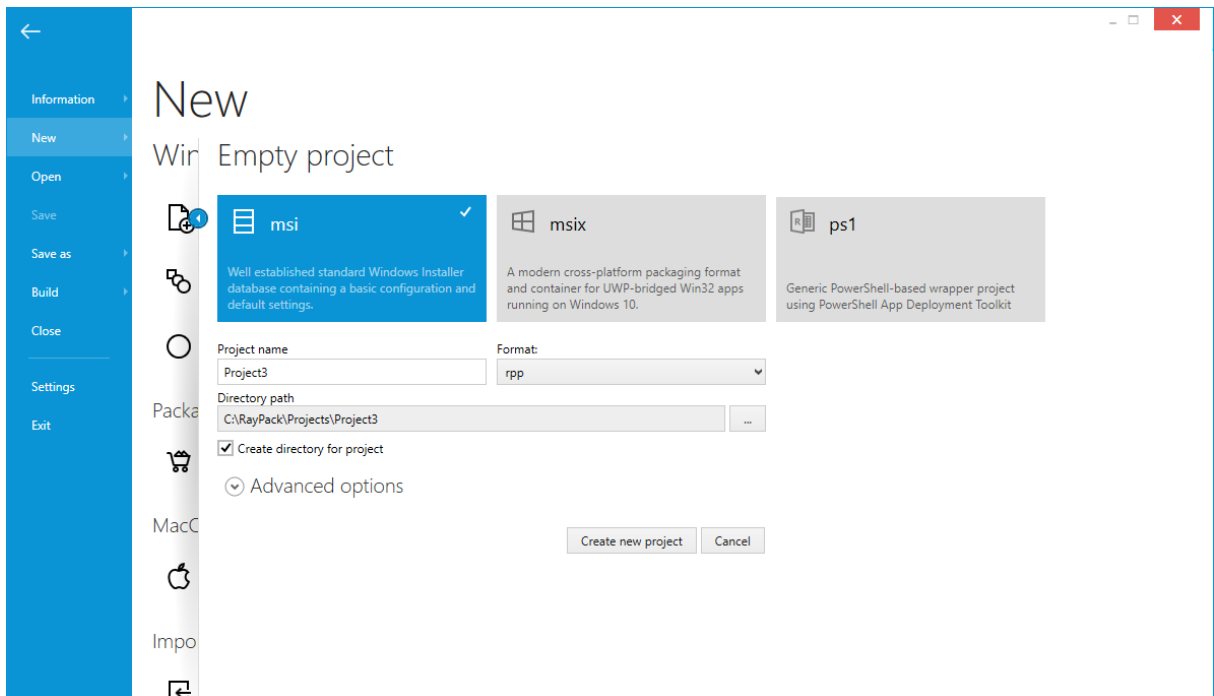 Information
New
Open
Save
Save as
Build
Close
Settings
Exit
New
Win
Packa
MacO
Impo
Empty project
msi
Well established standard Windows Installer
database containing a basic configuration and
default settings.
msix
A modern cross-platform packaging format
and container for UWP-bridged Win32 apps
running on Windows 10.
ps1
Generic PowerShell-based wrapper project
using PowerShell App Deployment Toolkit
Project name
Format:
Project3
rpp
Directory path
C:\RayPack\Projects\Project3
...
Create directory for project
Advanced options
Create new project
Cancel